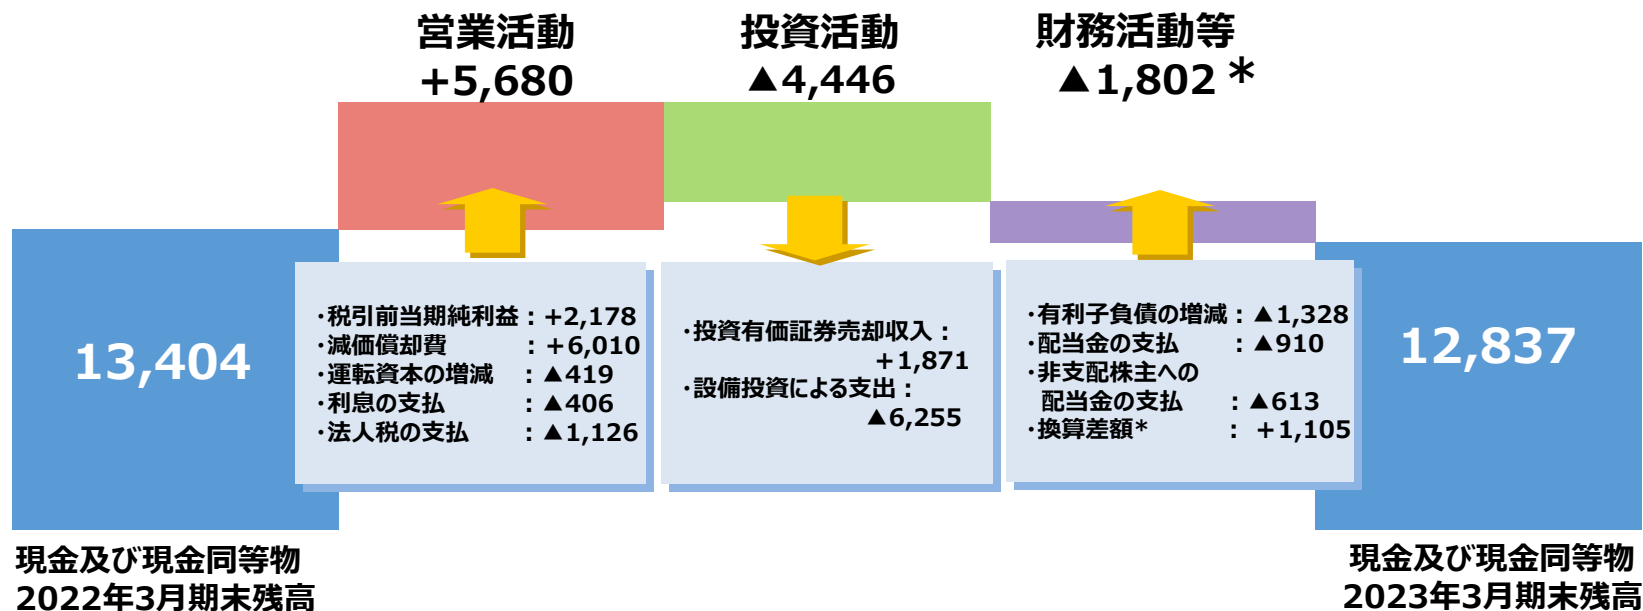 営業活動
+5,680
投資活動
▲4,446
財務活動等
▲1,802＊
13,404
・税引前当期純利益：+2,178
・減価償却費：+6,010
・運転資本の増減：▲419
・利息の支払：▲406
・法人税の支払：▲1,126
・投資有価証券売却収入：
+1,871
・設備投資による支出：
▲6,255
・有利子負債の増減：▲1,328
・配当金の支払：▲910
・非支配株主への
配当金の支払：▲613
・換算差額*：+1,105
12,837
現金及び現金同等物
2022年3月期末残高
現金及び現金同等物
2023年3月期末残高